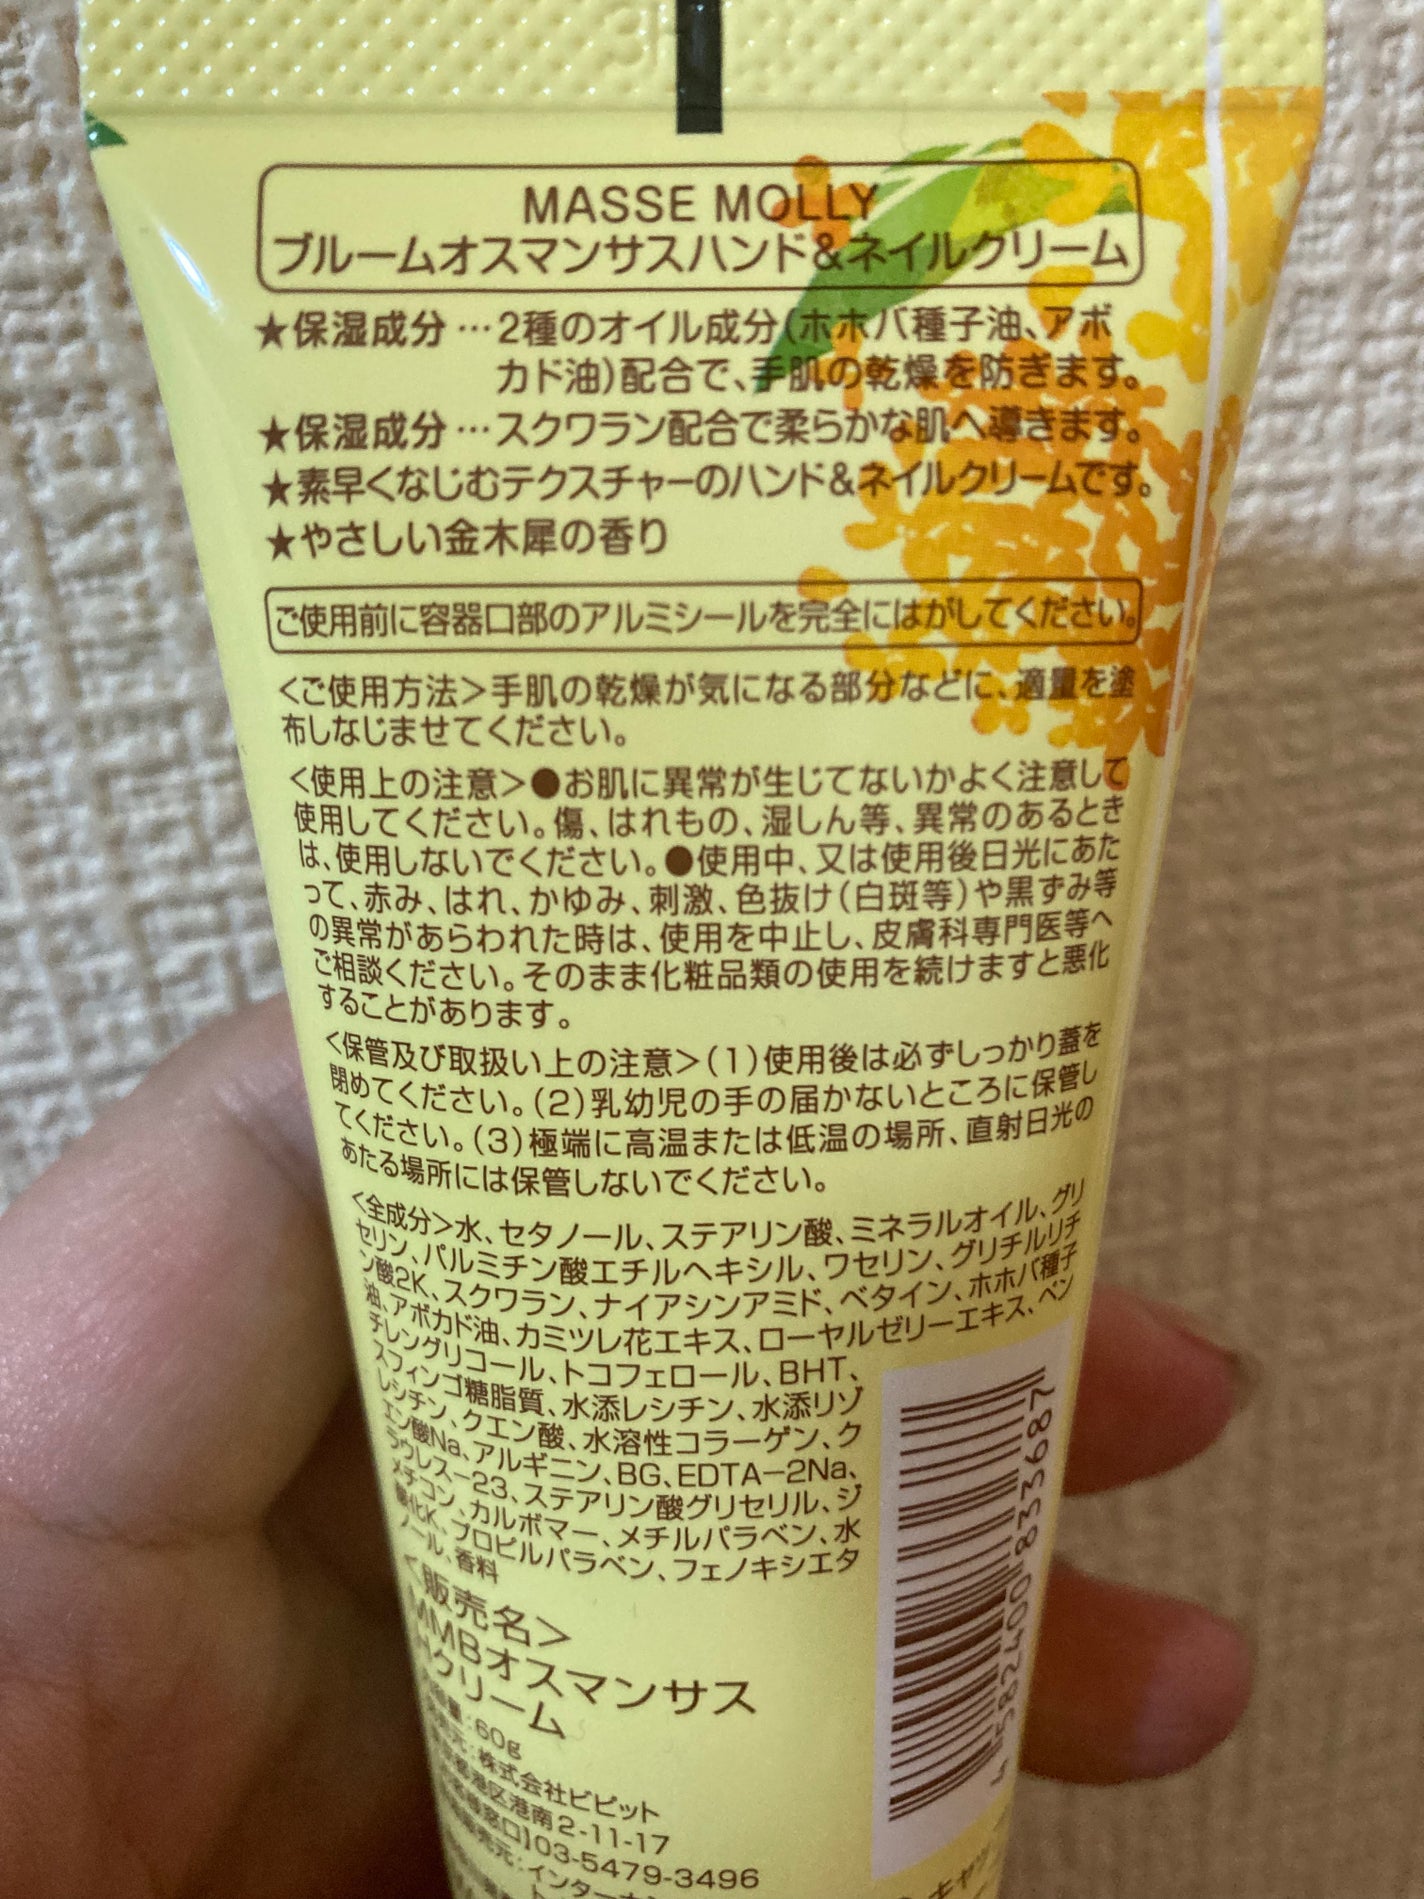 MASSE MOLLY
ブルームオスマンサスハンド&ネイルクリーム
★保湿成分…2種のオイル成分(ホホバ種子油、アボ
カド油)配合で、手肌の乾燥を防ぎます。
★保湿成分…スクワラン配合で柔らかな肌へ導きます。
★素早くなじむテクスチャーのハンド&ネイルクリームです。
★やさしい金木犀の香り
ご使用前に容器口部のアルミシールを完全にはがしてください。
<ご使用方法>手肌の乾燥が気になる部分などに、適量を塗
布しなじませてください。
<使用上の注意>●お肌に異常が生じてないかよく注意して
使用してください。傷、はれもの、湿しん等、異常のあるとき
は、使用しないでください。●使用中、又は使用後日光にあた
って、赤み、はれ、かゆみ、刺激、色抜け(白斑等)や黒ずみ等
の異常があらわれた時は、使用を中止し、皮膚科専門医等へ
ご相談ください。そのまま化粧品類の使用を続けますと悪化
することがあります。
<保管及び取扱い上の注意>(1)使用後は必ずしっかり蓋を
閉めてください。(2)乳幼児の手の届かないところに保管し
てください。(3)極端に高温または低温の場所、直射日光の
あたる場所には保管しないでください。
<全成分>水、セタノール、ステアリン酸、ミネラルオイル、グリ
セリン、パルミチン酸エチルヘキシル、ワセリン、グリチルリチ
ン酸2K、スクワラン、ナイアシンアミド、ベタイン、ホホバ種子
油、アボカド油、カミツレ花エキス、ローヤルゼリーエキス、ペン
チレングリコール、トコフェロール、BHT、
スフィンゴ糖脂質、水添レシチン、水添リゾ
レシチン、クエン酸、水溶性コラーゲン、ク
エン酸Na、アルギニン、BG、EDTA-2Na、
ラウレス-23、ステアリン酸グリセリル、ジ
メチコン、カルボマー、メチルパラベン、水
酸化K、プロピルパラベン、フェノキシエタ
ノール、香料
<販売名>
MMBオスマンサス
Hクリーム
量:60g
元:株式会社ビビット
港区港南2-11-17
窓口】03-5479-3496
元:インター
4 582400 833687